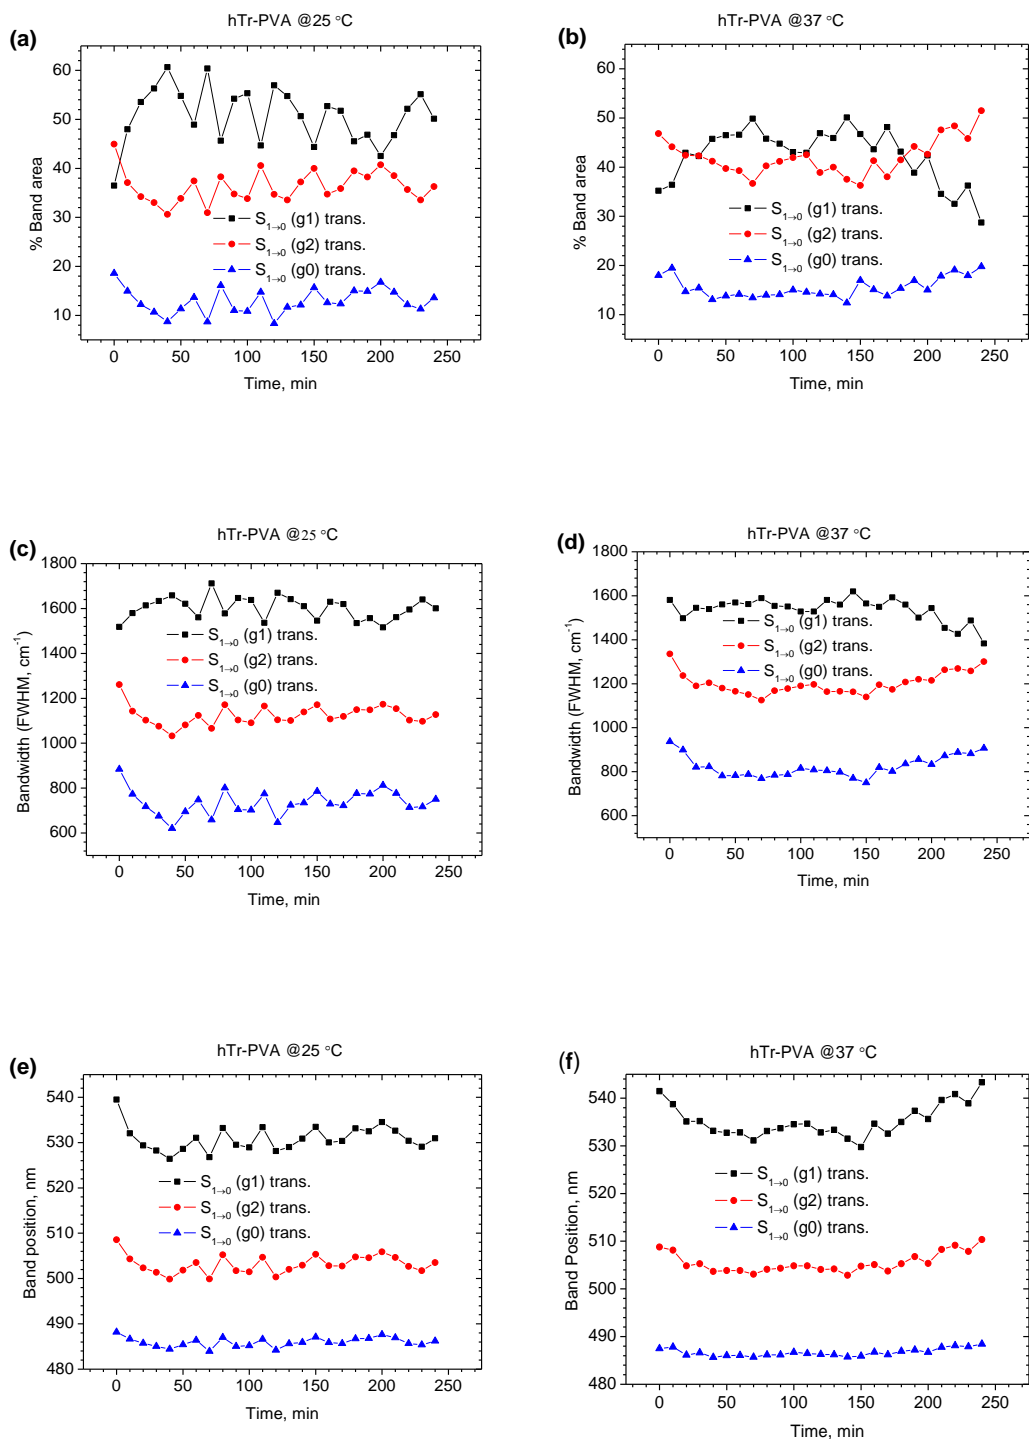 (a)
hTr-PVA @25 °C
60
50
40
30
20
10
% Band area
S1→0 (g1) trans.
S1→0 (g2) trans.
S1→0 (g0) trans.
0 50 100 150 200 250
Time, min
(b)
hTr-PVA @37 °C
60
50
40
30
20
10
% Band area
S1→0 (g1) trans.
S1→0 (g2) trans.
S1→0 (g0) trans.
0 50 100 150 200 250
Time, min
(c)
hTr-PVA @25 °C
1800
1600
1400
1200
1000
800
600
Bandwidth (FWHM, cm-1)
S1→0 (g1) trans.
S1→0 (g2) trans.
S1→0 (g0) trans.
0 50 100 150 200 250
Time, min
(d)
hTr-PVA @37 °C
1800
1600
1400
1200
1000
800
600
Bandwidth (FWHM, cm-1)
S1→0 (g1) trans.
S1→0 (g2) trans.
S1→0 (g0) trans.
0 50 100 150 200 250
Time, min
(e)
hTr-PVA @25 °C
540
530
520
510
500
490
480
Band position, nm
S1→0 (g1) trans.
S1→0 (g2) trans.
S1→0 (g0) trans.
0 50 100 150 200 250
Time, min
(f)
hTr-PVA @37 °C
540
530
520
510
500
490
480
Band Position, nm
S1→0 (g1) trans.
S1→0 (g2) trans.
S1→0 (g0) trans.
0 50 100 150 200 250
Time, min